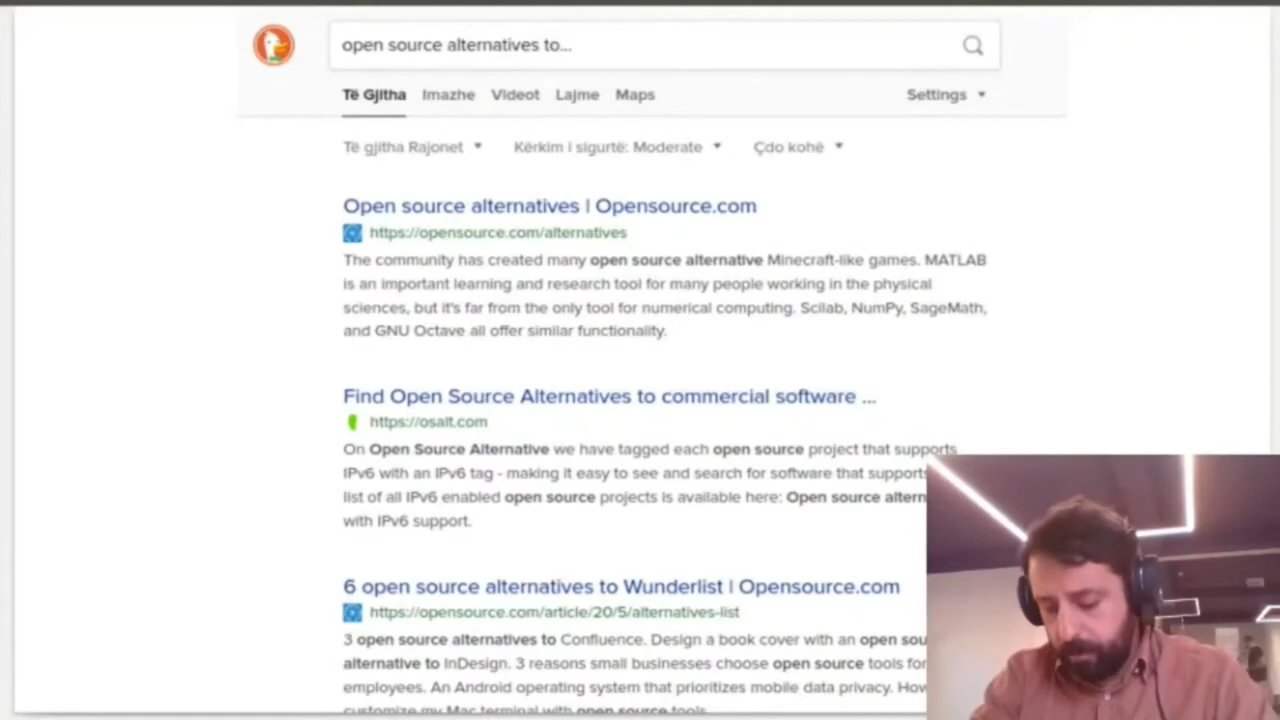 open source alternatives to...
Të Gjitha Imazhe Videot Lajme Maps Settings
Të gjitha Rajonet Kërkim i sigurtë: Moderate Çdo kohë
Open source alternatives | Opensource.com
https://opensource.com/alternatives
The community has created many open source alternative Minecraft-like games. MATLAB
is an important learning and research tool for many people working in the physical
sciences, but it's far from the only tool for numerical computing. Scilab, NumPy, SageMath,
and GNU Octave all offer similar functionality.
Find Open Source Alternatives to commercial software ...
https://osalt.com
On Open Source Alternative we have tagged each open source project that supports
IPv6 with an IPv6 tag - making it easy to see and search for software that supports
list of all IPv6 enabled open source projects is available here: Open source altern
with IPv6 support.
6 open source alternatives to Wunderlist | Opensource.com
https://opensource.com/article/20/5/alternatives-list
3 open source alternatives to Confluence. Design a book cover with an open sou
alternative to InDesign. 3 reasons small businesses choose open source tools for
employees. An Android operating system that prioritizes mobile data privacy. How
customize my Mac terminal with open source tools.